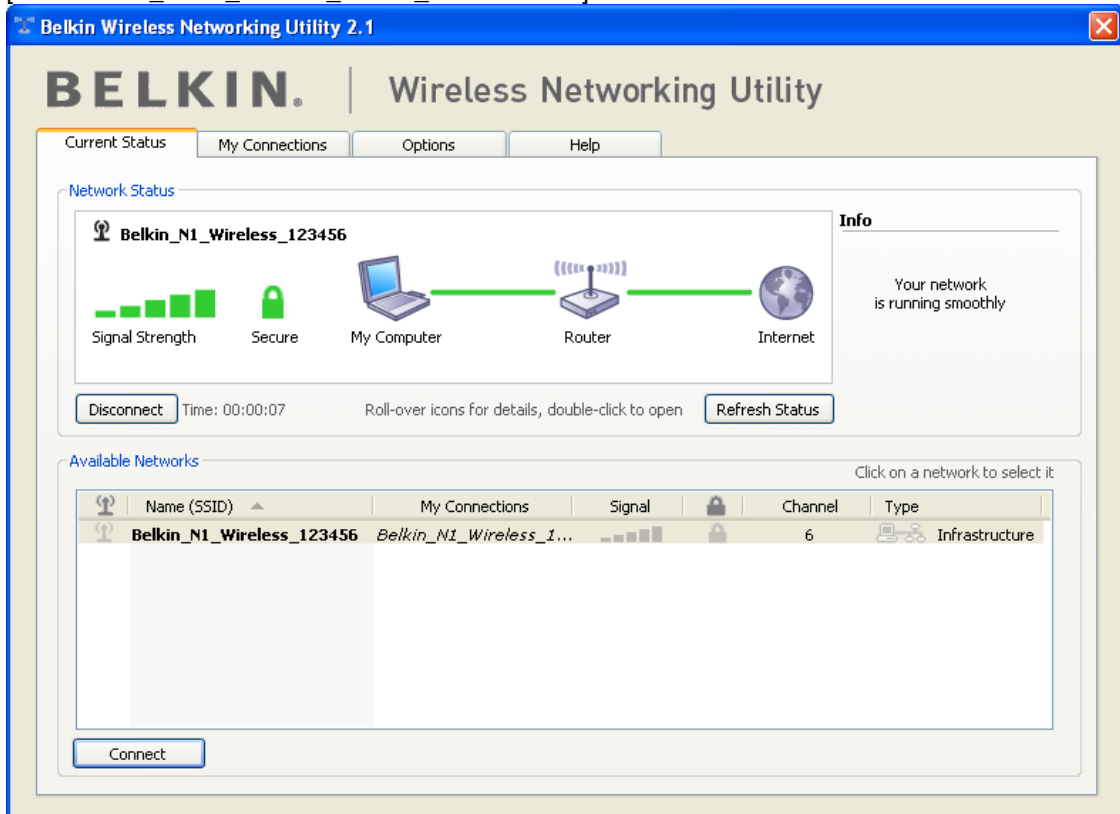 Belkin Wireless Networking Utility 2.1
BELKIN. Wireless Networking Utility
Current Status My Connections Options Help
Network Status
Belkin_N1_Wireless_123456
Info
Your network
is running smoothly
Signal Strength Secure My Computer Router Internet
Disconnect Time: 00:00:07 Roll-over icons for details, double-click to open Refresh Status
Available Networks
Click on a network to select it
Name (SSID) My Connections Signal Channel Type
Belkin_N1_Wireless_123456 Belkin_N1_Wireless_1... 6 Infrastructure
Connect